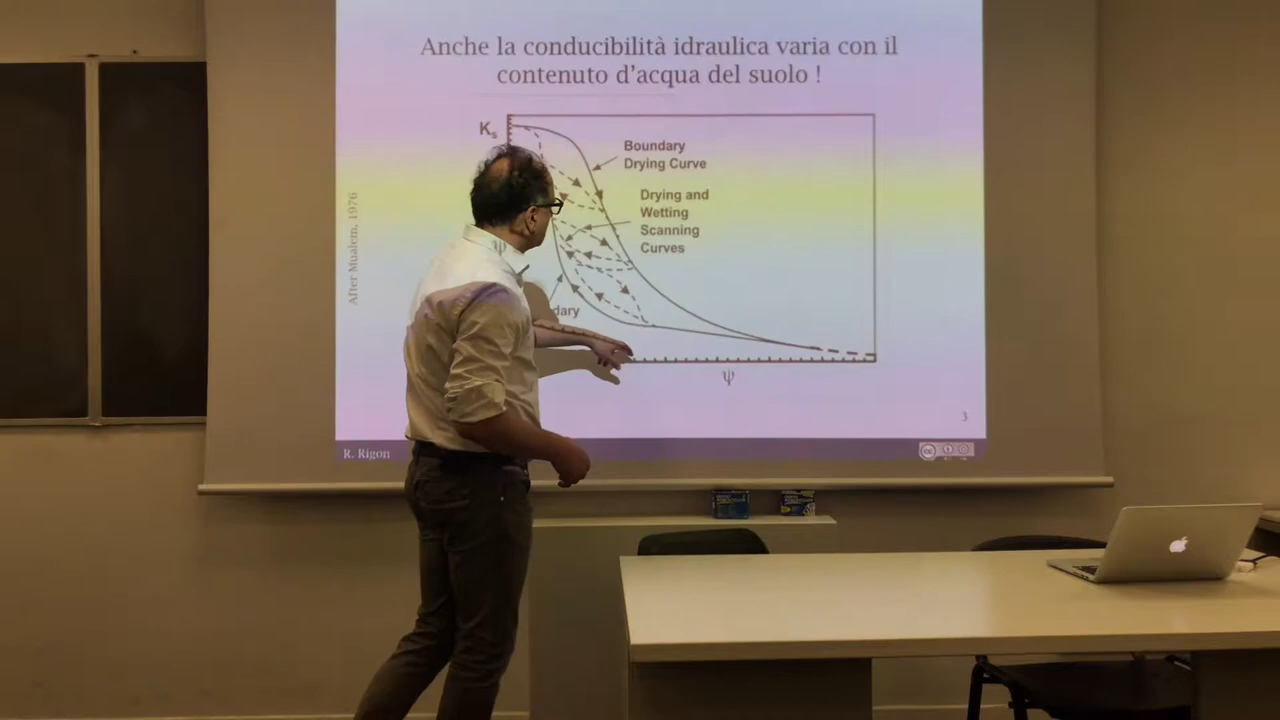 Anche la conducibilità idraulica varia con il
contenuto d'acqua del suolo !
Ks
Boundary
Drying Curve
Drying and
Wetting
Scanning
Curves
After Mualem, 1976
ψ
dary
ψ
3
R. Rigon
cc